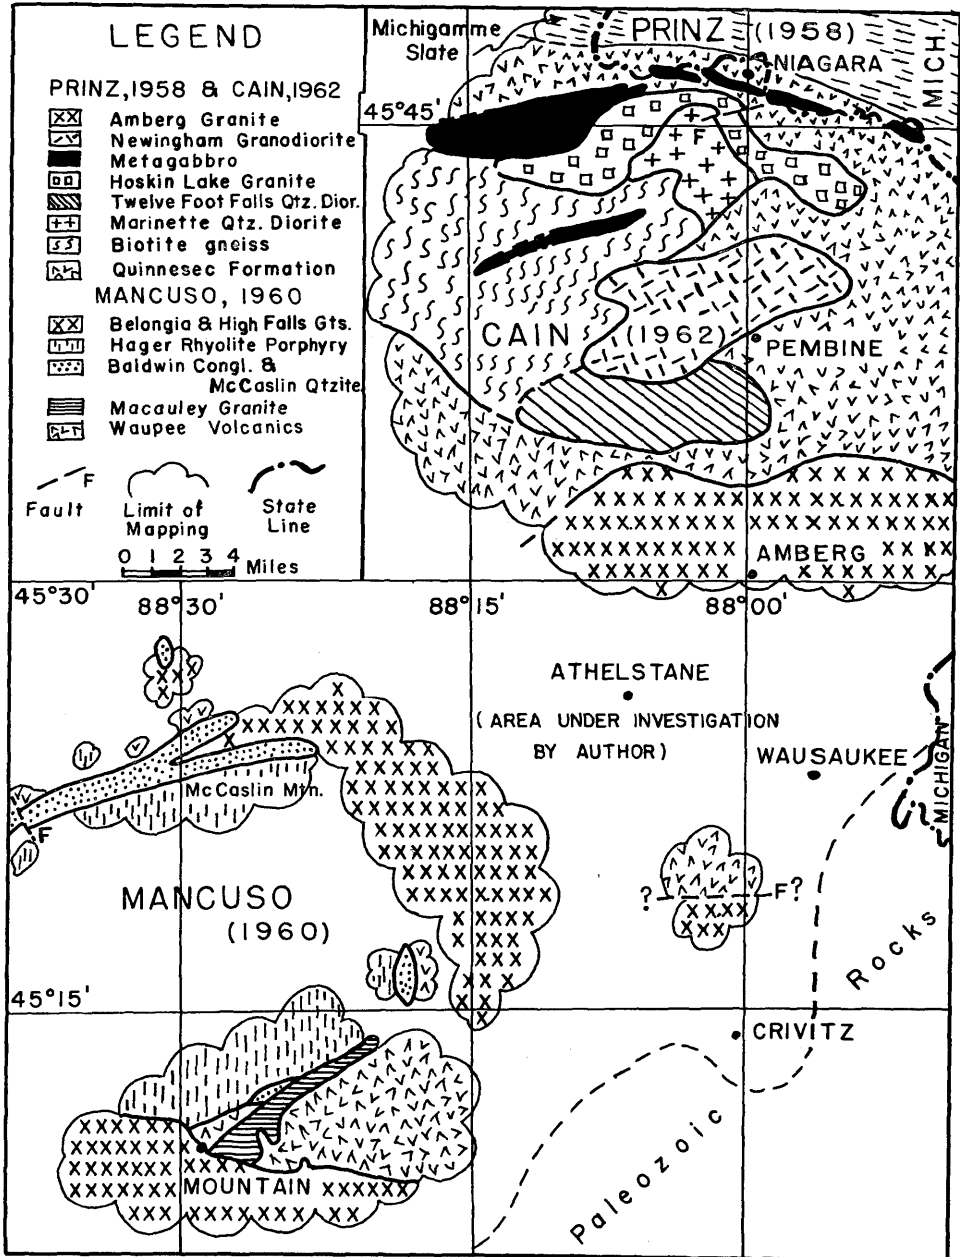 LEGEND
PRINZ, 1958 & CAIN, 1962
Amberg Granite
Newingham Granodiorite
Metagabbro
Hoskin Lake Granite
Twelve Foot Falls Qtz. Dior.
Marinette Qtz. Diorite
Biotite gneiss
Quinnesec Formation
MANCUSO, 1960
Belongia & High Falls Gts.
Hager Rhyolite Porphyry
Baldwin Congl. &
McCaslin Qtzite
Macauley Granite
Waupee Volcanics
F
Fault
Limit of
Mapping
State
Line
0 1 2 3 4
Miles
Michigamme
Slate
PRINZ (1958)
NIAGARA
MICH.
45°45'
F
CAIN (1962)
PEMBINE
AMBERG
45°30'
88°30'
88°15'
88°00'
ATHELSTANE
(AREA UNDER INVESTIGATION
BY AUTHOR)
WAUSAUKEE
MICHIGAN
McCaslin Mtn.
F
MANCUSO
(1960)
? F?
45°15'
CRIVITZ
Paleozoic Rocks
MOUNTAIN